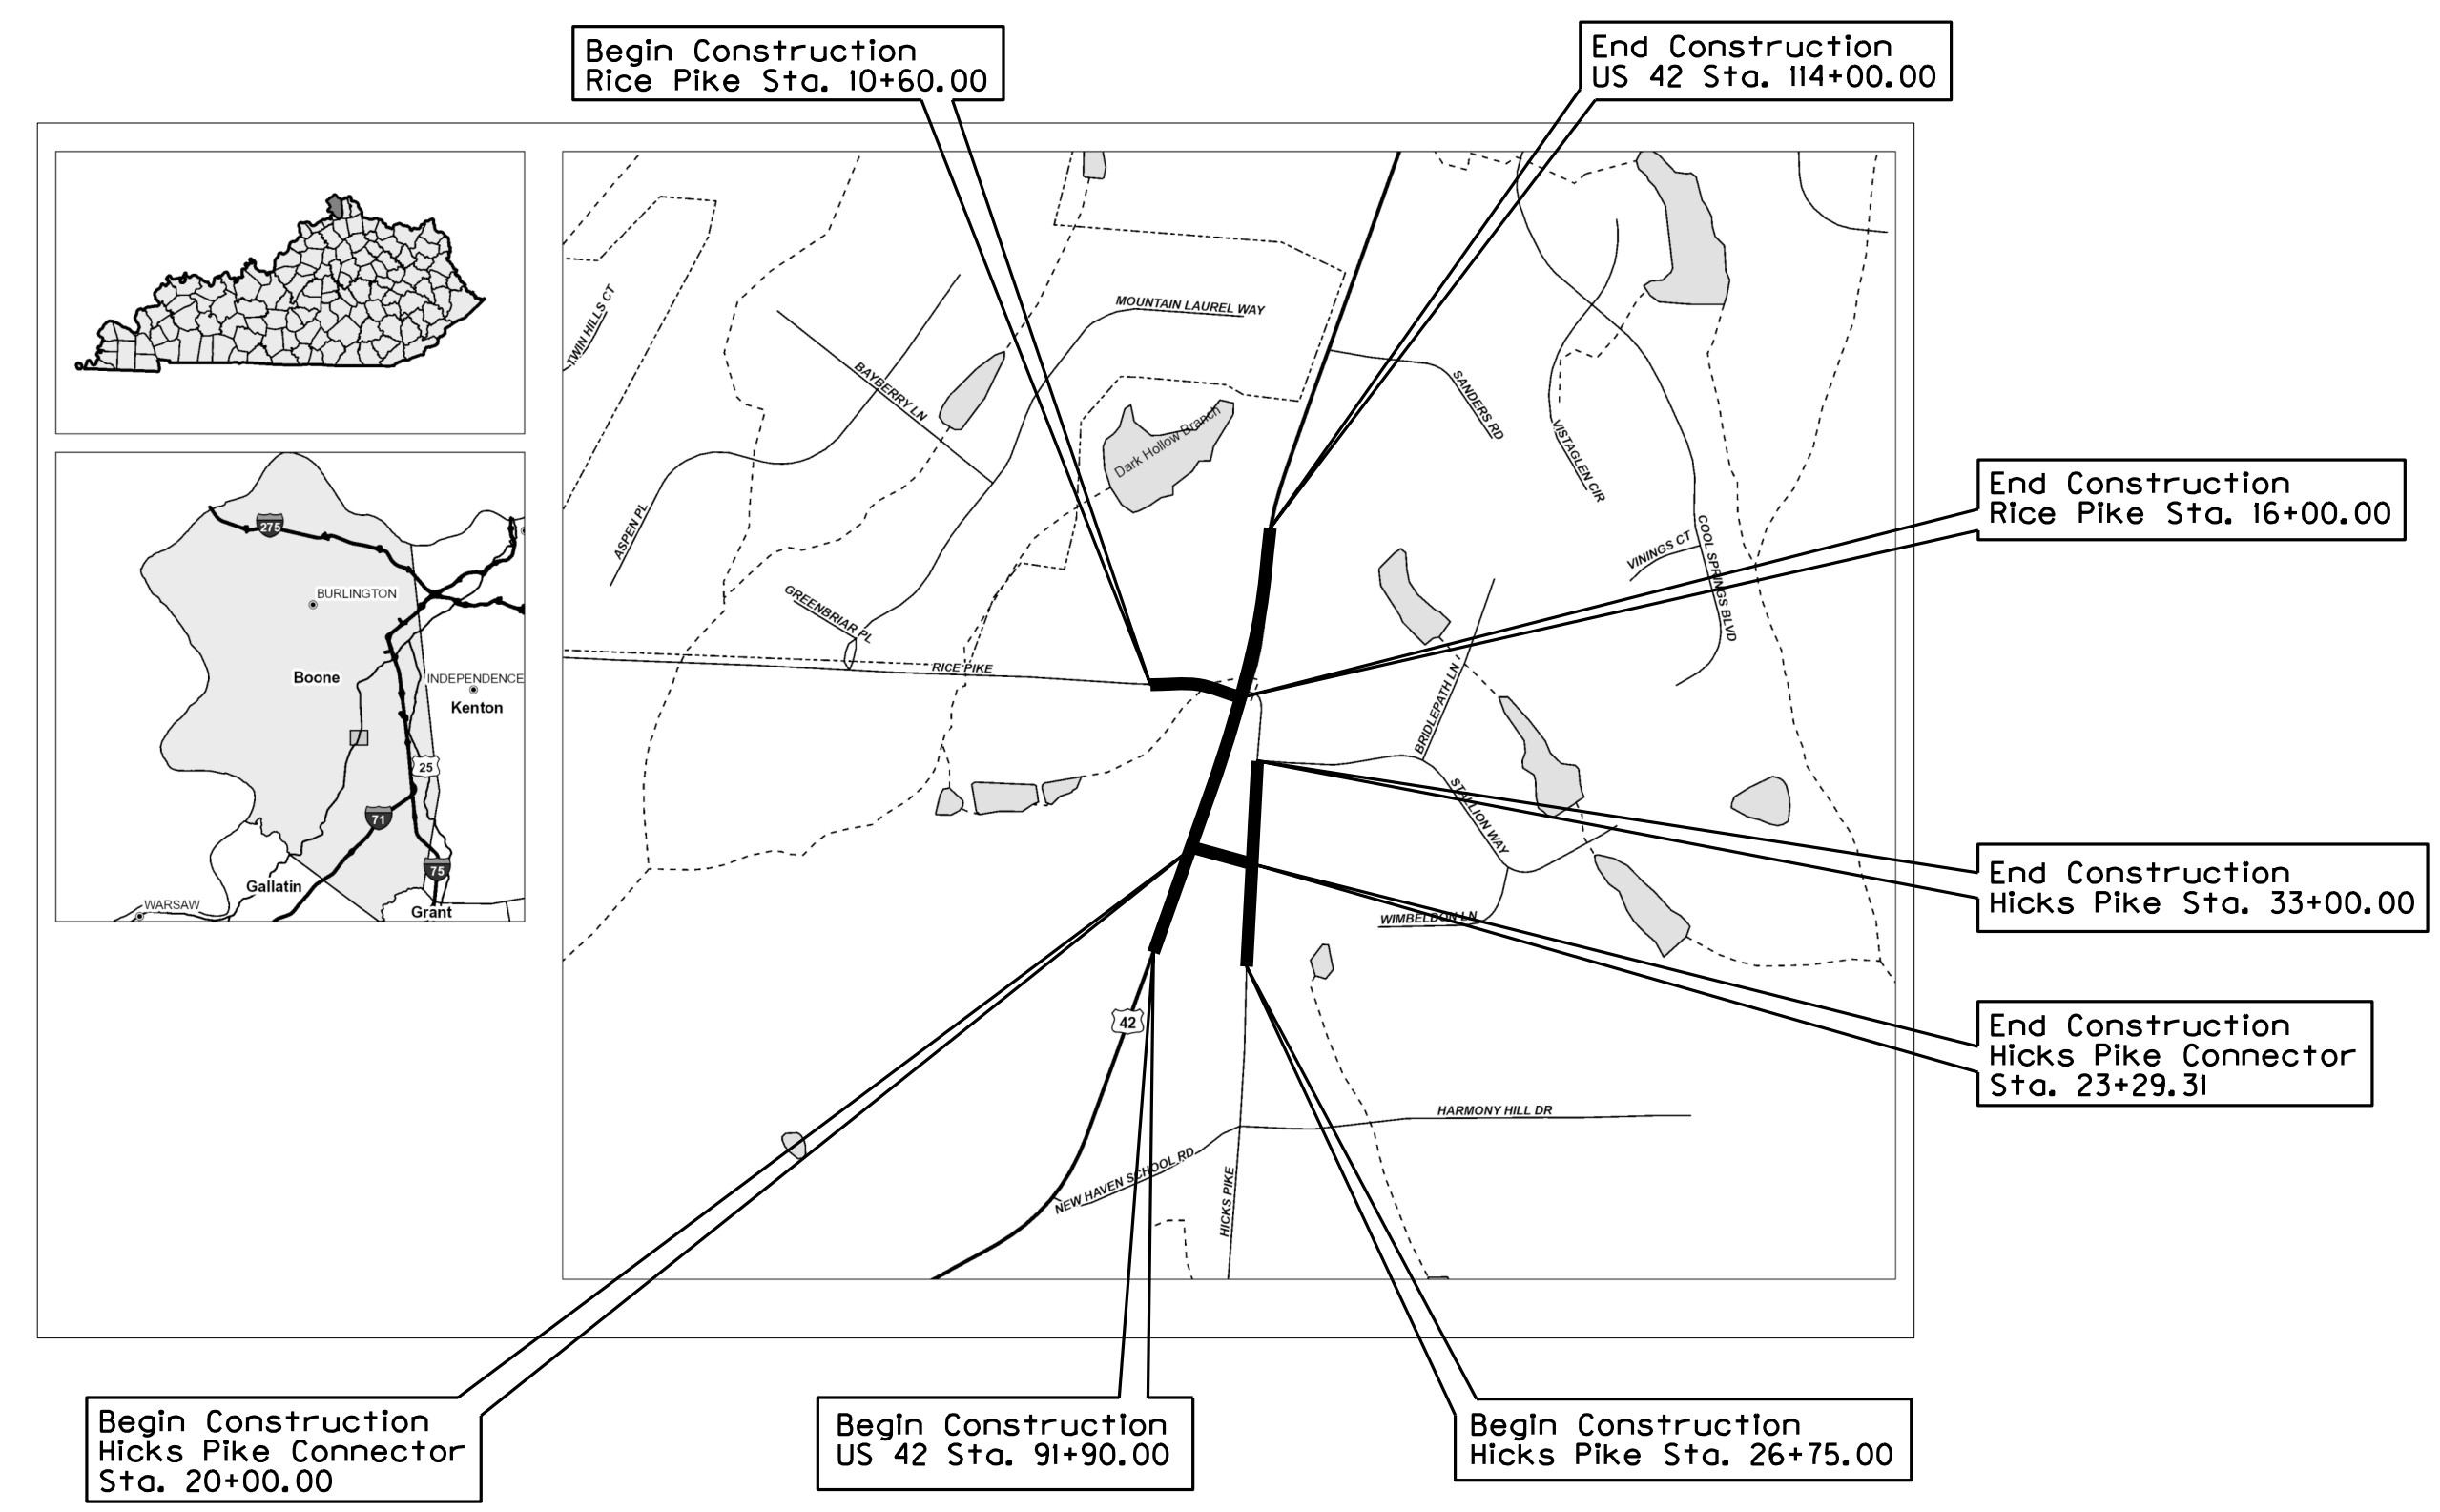 Begin Construction
Rice Pike Sta. 10+60.00
End Construction
US 42 Sta. 114+00.00
TWIN HILLS CT
MOUNTAIN LAUREL WAY
BAYBERRY LN
SANDERS RD
Dark Hollow Branch
VISTAGLEN CIR
ASPEN PL
End Construction
Rice Pike Sta. 16+00.00
275
BURLINGTON
VININGS CT
COOL SPRINGS BLVD
GREENBRIAR PL
RICE PIKE
Boone
INDEPENDENCE
Kenton
BRIDLEPATH LN
25
71
STALLION WAY
75
Gallatin
WARSAW
Grant
WIMBELDON LN
End Construction
Hicks Pike Sta. 33+00.00
42
End Construction
Hicks Pike Connector
Sta. 23+29.31
HARMONY HILL DR
NEW HAVEN SCHOOL RD
HICKS PIKE
Begin Construction
Hicks Pike Connector
Sta. 20+00.00
Begin Construction
US 42 Sta. 91+90.00
Begin Construction
Hicks Pike Sta. 26+75.00